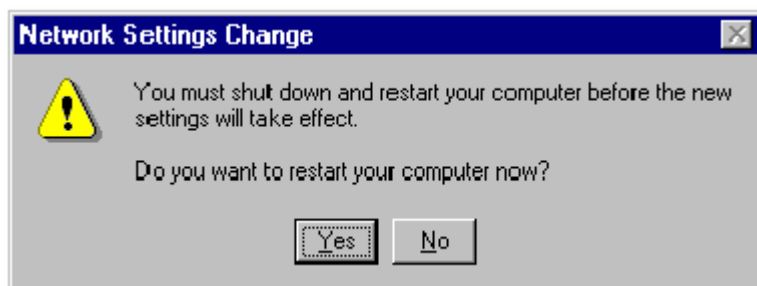 Network Settings Change
You must shut down and restart your computer before the new
settings will take effect.
Do you want to restart your computer now?
Yes No